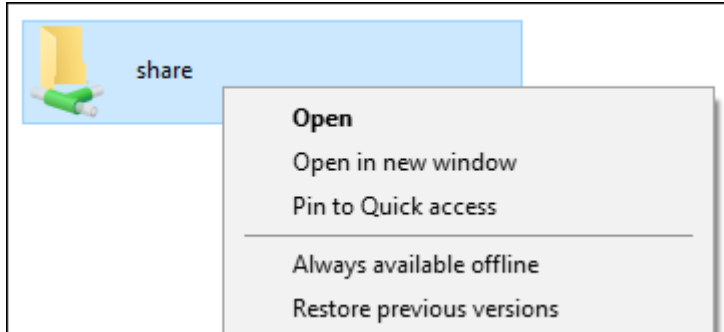 share
Open
Open in new window
Pin to Quick access
Always available offline
Restore previous versions